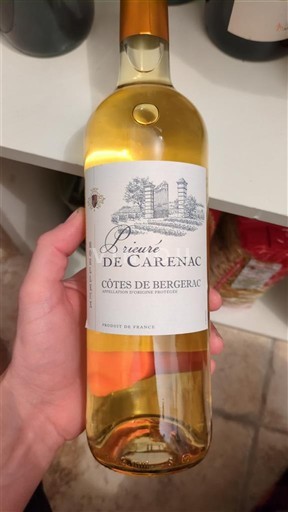 Prieuré
DE CARENAC
CÔTES DE BERGERAC
APPELLATION D'ORIGINE PROTÉGÉE
PRODUIT DE FRANCE